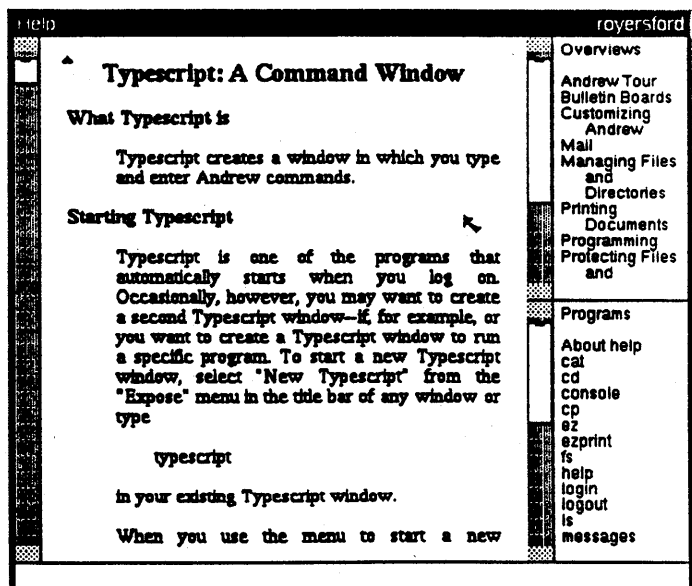 Help royersford
Typescript: A Command Window
What Typescript is
Typescript creates a window in which you type
and enter Andrew commands.
Starting Typescript
Typescript is one of the programs that
automatically starts when you log on.
Occasionally, however, you may want to create
a second Typescript window--if, for example, or
you want to create a Typescript window to run
a specific program. To start a new Typescript
window, select "New Typescript" from the
"Expose" menu in the title bar of any window or
type
typescript
in your existing Typescript window.
When you use the menu to start a new
Overviews
Andrew Tour
Bulletin Boards
Customizing
Andrew
Mail
Managing Files
and
Directories
Printing
Documents
Programming
Protecting Files
and
Programs
About help
cat
cd
console
cp
ez
ezprint
fs
help
login
logout
ls
messages